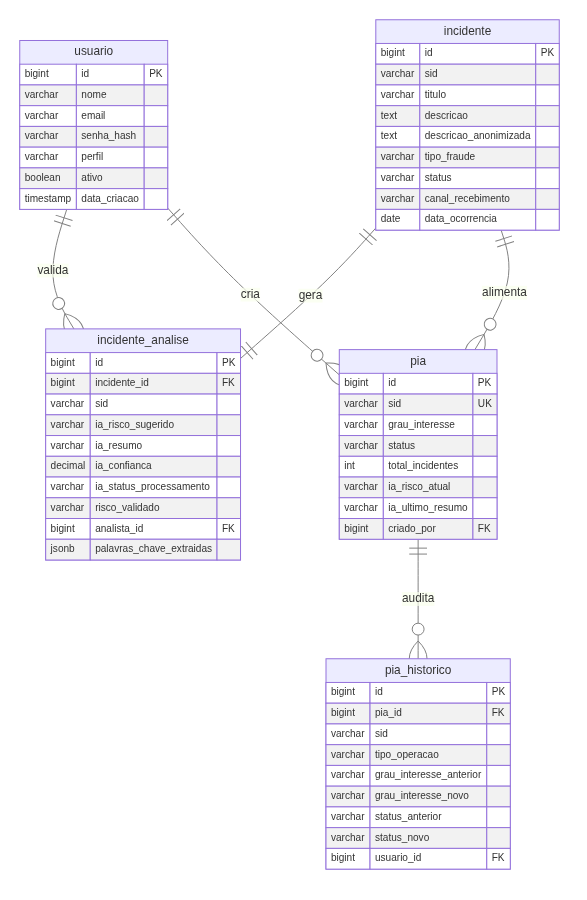 usuario
bigint id PK
varchar nome
varchar email
varchar senha_hash
varchar perfil
boolean ativo
timestamp data_criacao
incidente
bigint id PK
varchar sid
varchar titulo
text descricao
text descricao_anonimizada
varchar tipo_fraude
varchar status
varchar canal_recebimento
date data_ocorrencia
valida
cria
gera
alimenta
incidente_analise
bigint id PK
bigint incidente_id FK
varchar sid
varchar ia_risco_sugerido
varchar ia_resumo
decimal ia_confianca
varchar ia_status_processamento
varchar risco_validado
bigint analista_id FK
jsonb palavras_chave_extraidas
pia
bigint id PK
varchar sid UK
varchar grau_interesse
varchar status
int total_incidentes
varchar ia_risco_atual
varchar ia_ultimo_resumo
bigint criado_por FK
audita
pia_historico
bigint id PK
bigint pia_id FK
varchar sid
varchar tipo_operacao
varchar grau_interesse_anterior
varchar grau_interesse_novo
varchar status_anterior
varchar status_novo
bigint usuario_id FK